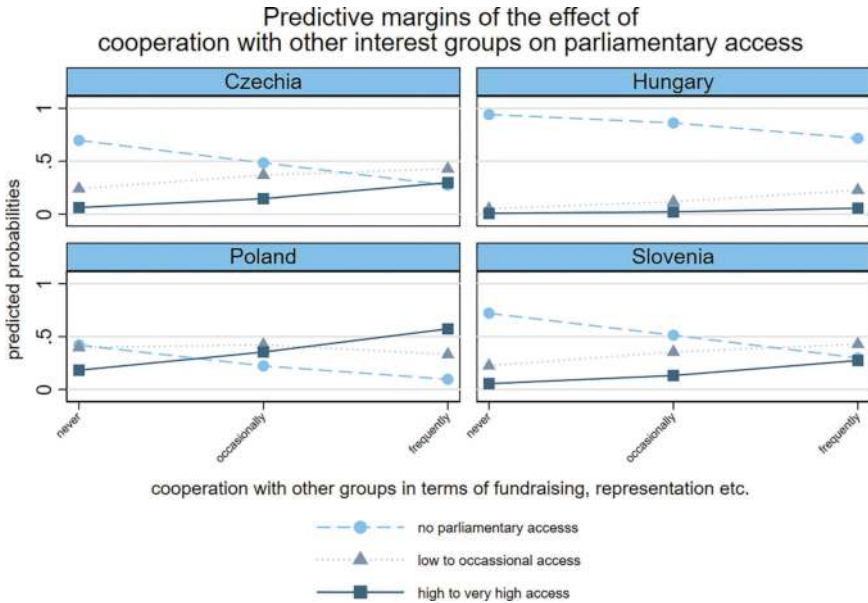 Predictive margins of the effect of
cooperation with other interest groups on parliamentary access
Czechia
Hungary
1
.5
0
Poland
Slovenia
1
.5
0
predicted probabilities
never
occasionally
frequently
never
occasionally
frequently
cooperation with other groups in terms of fundraising, representation etc.
no parliamentary accesss
low to occassional access
high to very high access